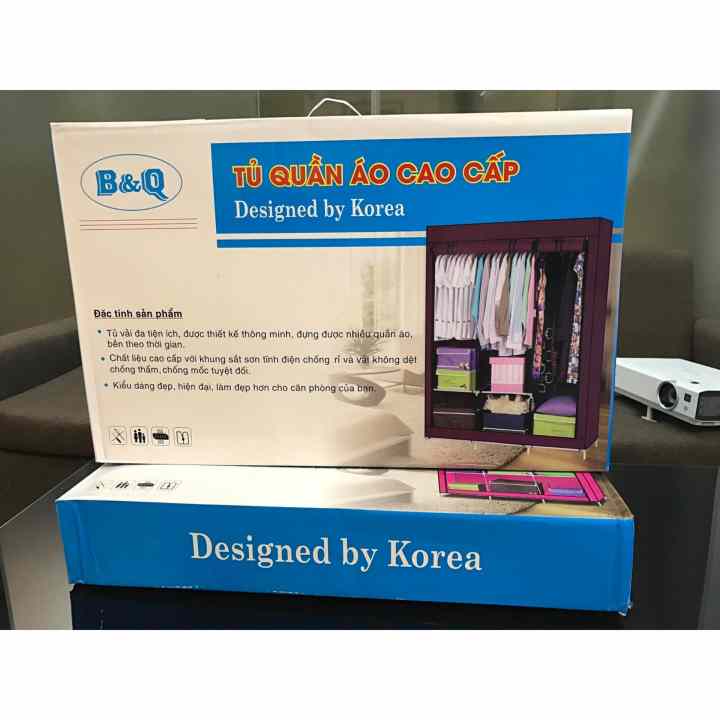 B&Q
TỦ QUẦN ÁO CAO CẤP
Designed by Korea
Đăc tính sản phẩm
• Tủ vải đa tiện ích, được thiết kế thông minh, đựng được nhiều quần áo,
bền theo thời gian.
• Chất liệu cao cấp với khung sắt sơn tĩnh điện chống rỉ và vải không dệt
chống thấm, chống mốc tuyệt đối.
• Kiểu dáng đẹp, hiện đại, làm đẹp hơn cho căn phòng của bạn.
Designed by Korea